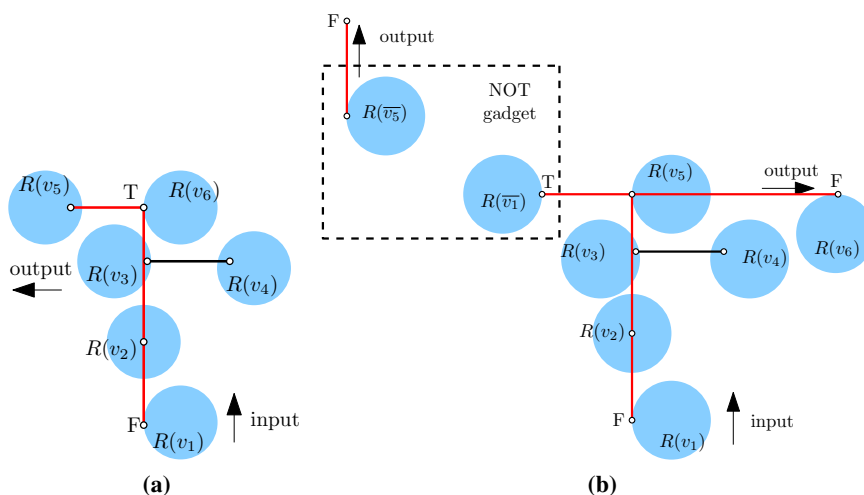 R(v₅)
T
R(v₆)
output
R(v₃)
R(v₄)
R(v₂)
F
input
R(v₁)
(a)
F
output
NOT
gadget
R(v̅₅)
R(v̅₁)
T
R(v₅)
output
F
R(v₃)
R(v₄)
R(v₆)
R(v₂)
F
input
R(v₁)
(b)